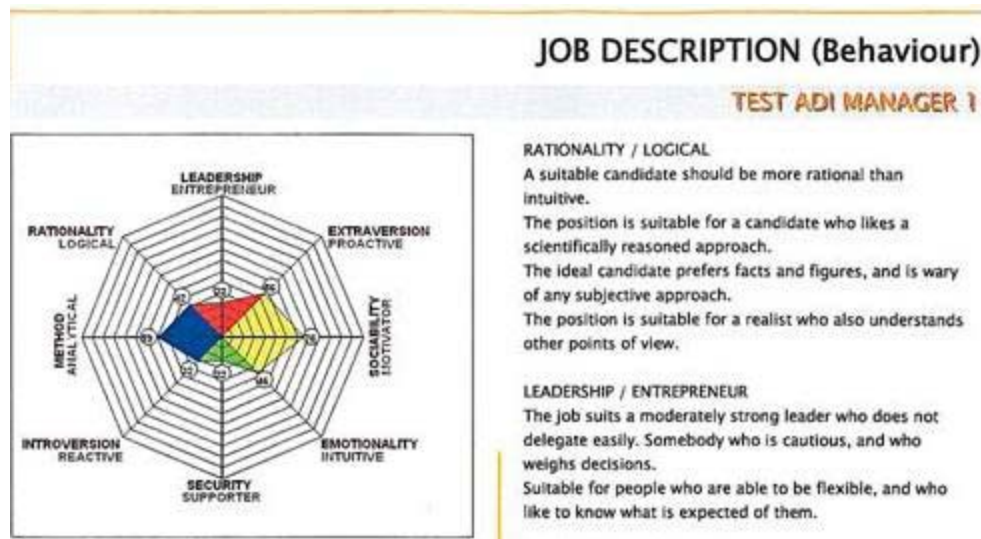 JOB DESCRIPTION (Behaviour)
TEST ADI MANAGER 1
LEADERSHIP
ENTREPRENEUR
RATIONALITY
LOGICAL
EXTRAVERSION
PROACTIVE
METHOD
ANALYTICAL
SOCIABILITY
MOTIVATOR
INTROVERSION
REACTIVE
EMOTIONALITY
INTUITIVE
SECURITY
SUPPORTER
RATIONALITY / LOGICAL
A suitable candidate should be more rational than
intuitive.
The position is suitable for a candidate who likes a
scientifically reasoned approach.
The ideal candidate prefers facts and figures, and is wary
of any subjective approach.
The position is suitable for a realist who also understands
other points of view.
LEADERSHIP / ENTREPRENEUR
The job suits a moderately strong leader who does not
delegate easily. Somebody who is cautious, and who
weighs decisions.
Suitable for people who are able to be flexible, and who
like to know what is expected of them.